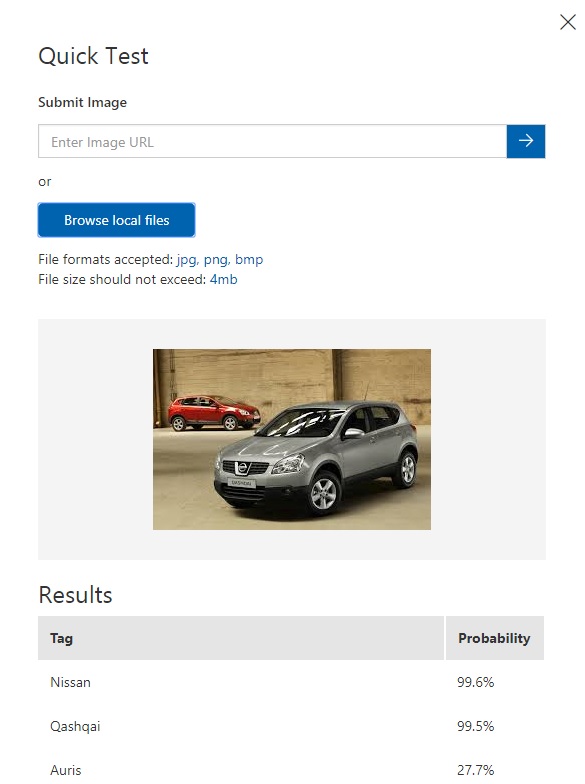 Quick Test
Submit Image
Enter Image URL
or
Browse local files
File formats accepted: jpg, png, bmp
File size should not exceed: 4mb
QASHQAI
Results
Tag Probability
Nissan 99.6%
Qashqai 99.5%
Auris 27.7%